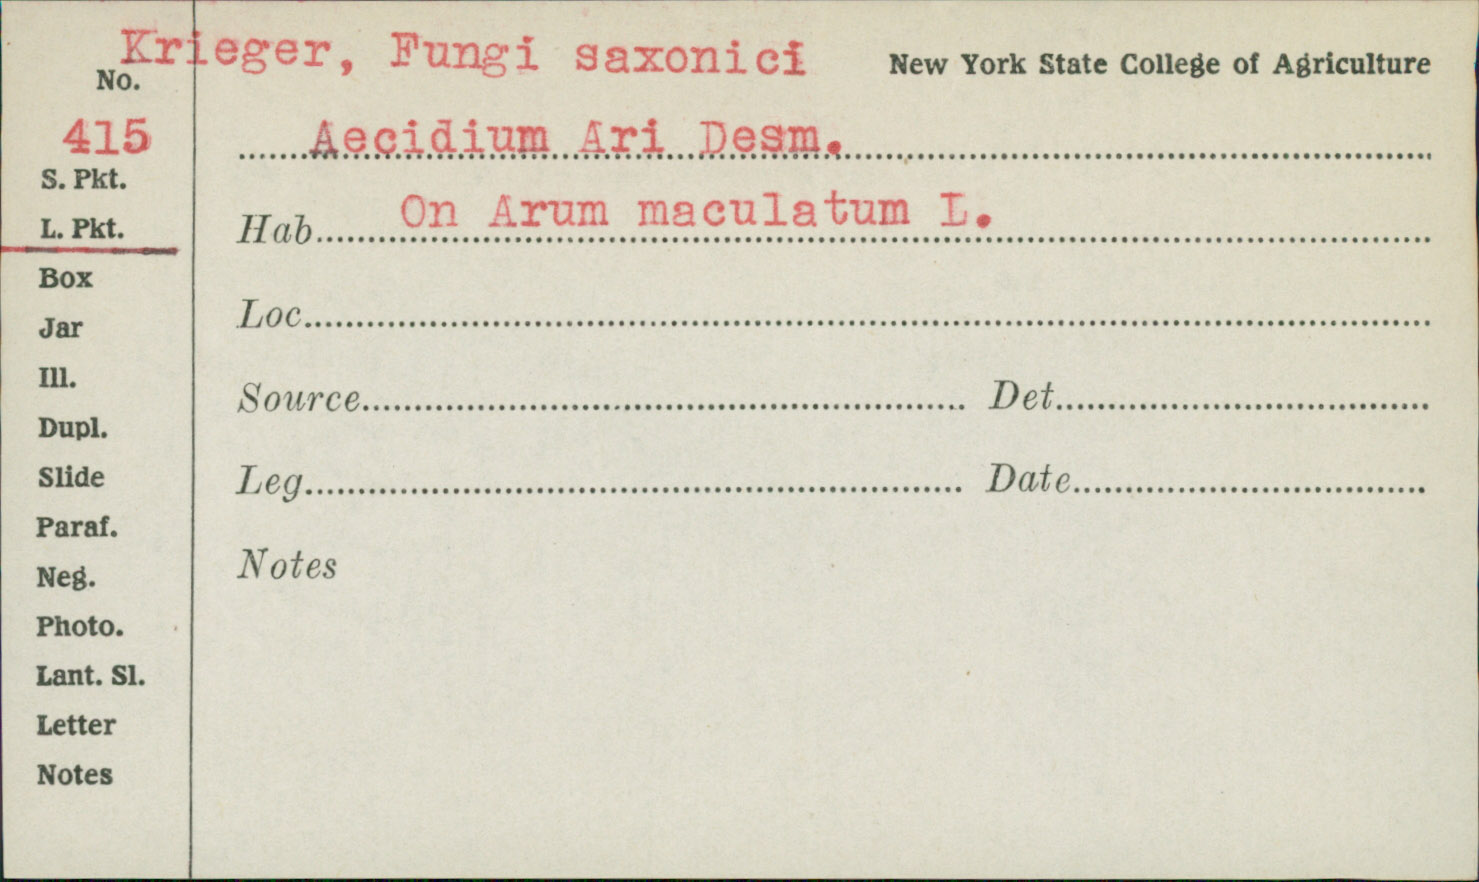 Krieger, Fungi saxonici
New York State College of Agriculture
No.
415
Aecidium Ari Desm.
S. Pkt.
L. Pkt.
Hab. On Arum maculatum L.
Box
Jar
Loc.
Ill.
Source
Det.
Dupl.
Slide
Leg.
Date
Paraf.
Neg.
Notes
Photo.
Lant. Sl.
Letter
Notes